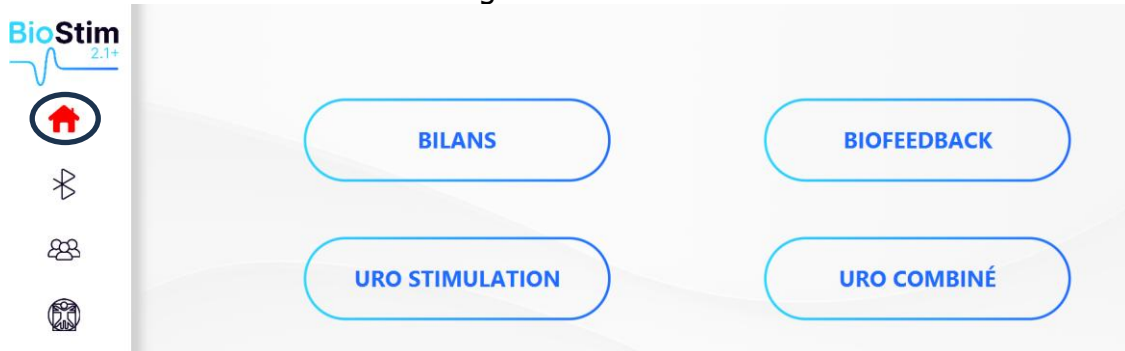 BioStim
2.1+
BILANS
BIOFEEDBACK
URO STIMULATION
URO COMBINÉ